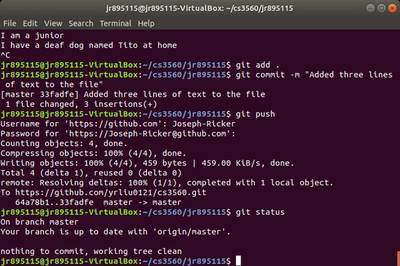 jr895115@jr895115-VirtualBox: ~/cs3560/jr895115
File Edit View Search Terminal Help
I am a junior
I have a deaf dog named Tito at home
^C
jr895115@jr895115-VirtualBox:~/cs3560/jr895115$ git add .
jr895115@jr895115-VirtualBox:~/cs3560/jr895115$ git commit -m "Added three lines
of text to the file"
[master 33fadfe] Added three lines of text to the file
1 file changed, 3 insertions(+)
jr895115@jr895115-VirtualBox:~/cs3560/jr895115$ git push
Username for 'https://github.com': Joseph-Ricker
Password for 'https://Joseph-Ricker@github.com':
Counting objects: 4, done.
Compressing objects: 100% (4/4), done.
Writing objects: 100% (4/4), 459 bytes | 459.00 KiB/s, done.
Total 4 (delta 1), reused 0 (delta 0)
remote: Resolving deltas: 100% (1/1), completed with 1 local object.
To https://github.com/yrliu0121/cs3560.git
64a78b1..33fadfe  master -> master
jr895115@jr895115-VirtualBox:~/cs3560/jr895115$ git status
On branch master
Your branch is up to date with 'origin/master'.
nothing to commit, working tree clean
jr895115@jr895115-VirtualBox:~/cs3560/jr895115$